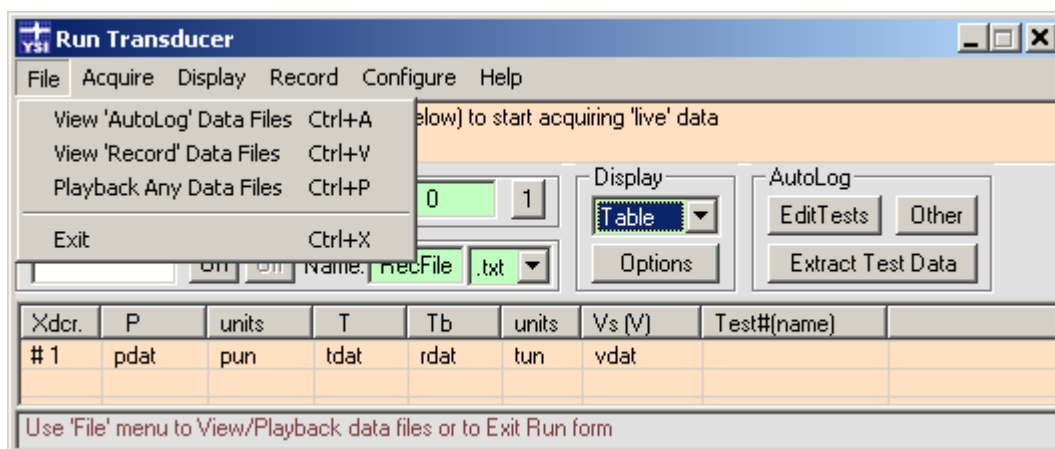 YSI Run Transducer
File Acquire Display Record Configure Help
View 'AutoLog' Data Files Ctrl+A
View 'Record' Data Files Ctrl+V
Playback Any Data Files Ctrl+P
Exit Ctrl+X
elow) to start acquiring 'live' data
0 1
Display
Table
Options
AutoLog
EditTests Other
Extract Test Data
On Off Name: RecFile .txt
Xdcr. P units T Tb units Vs (V) Test#(name)
# 1 pdat pun tdat rdat tun vdat
Use 'File' menu to View/Playback data files or to Exit Run form